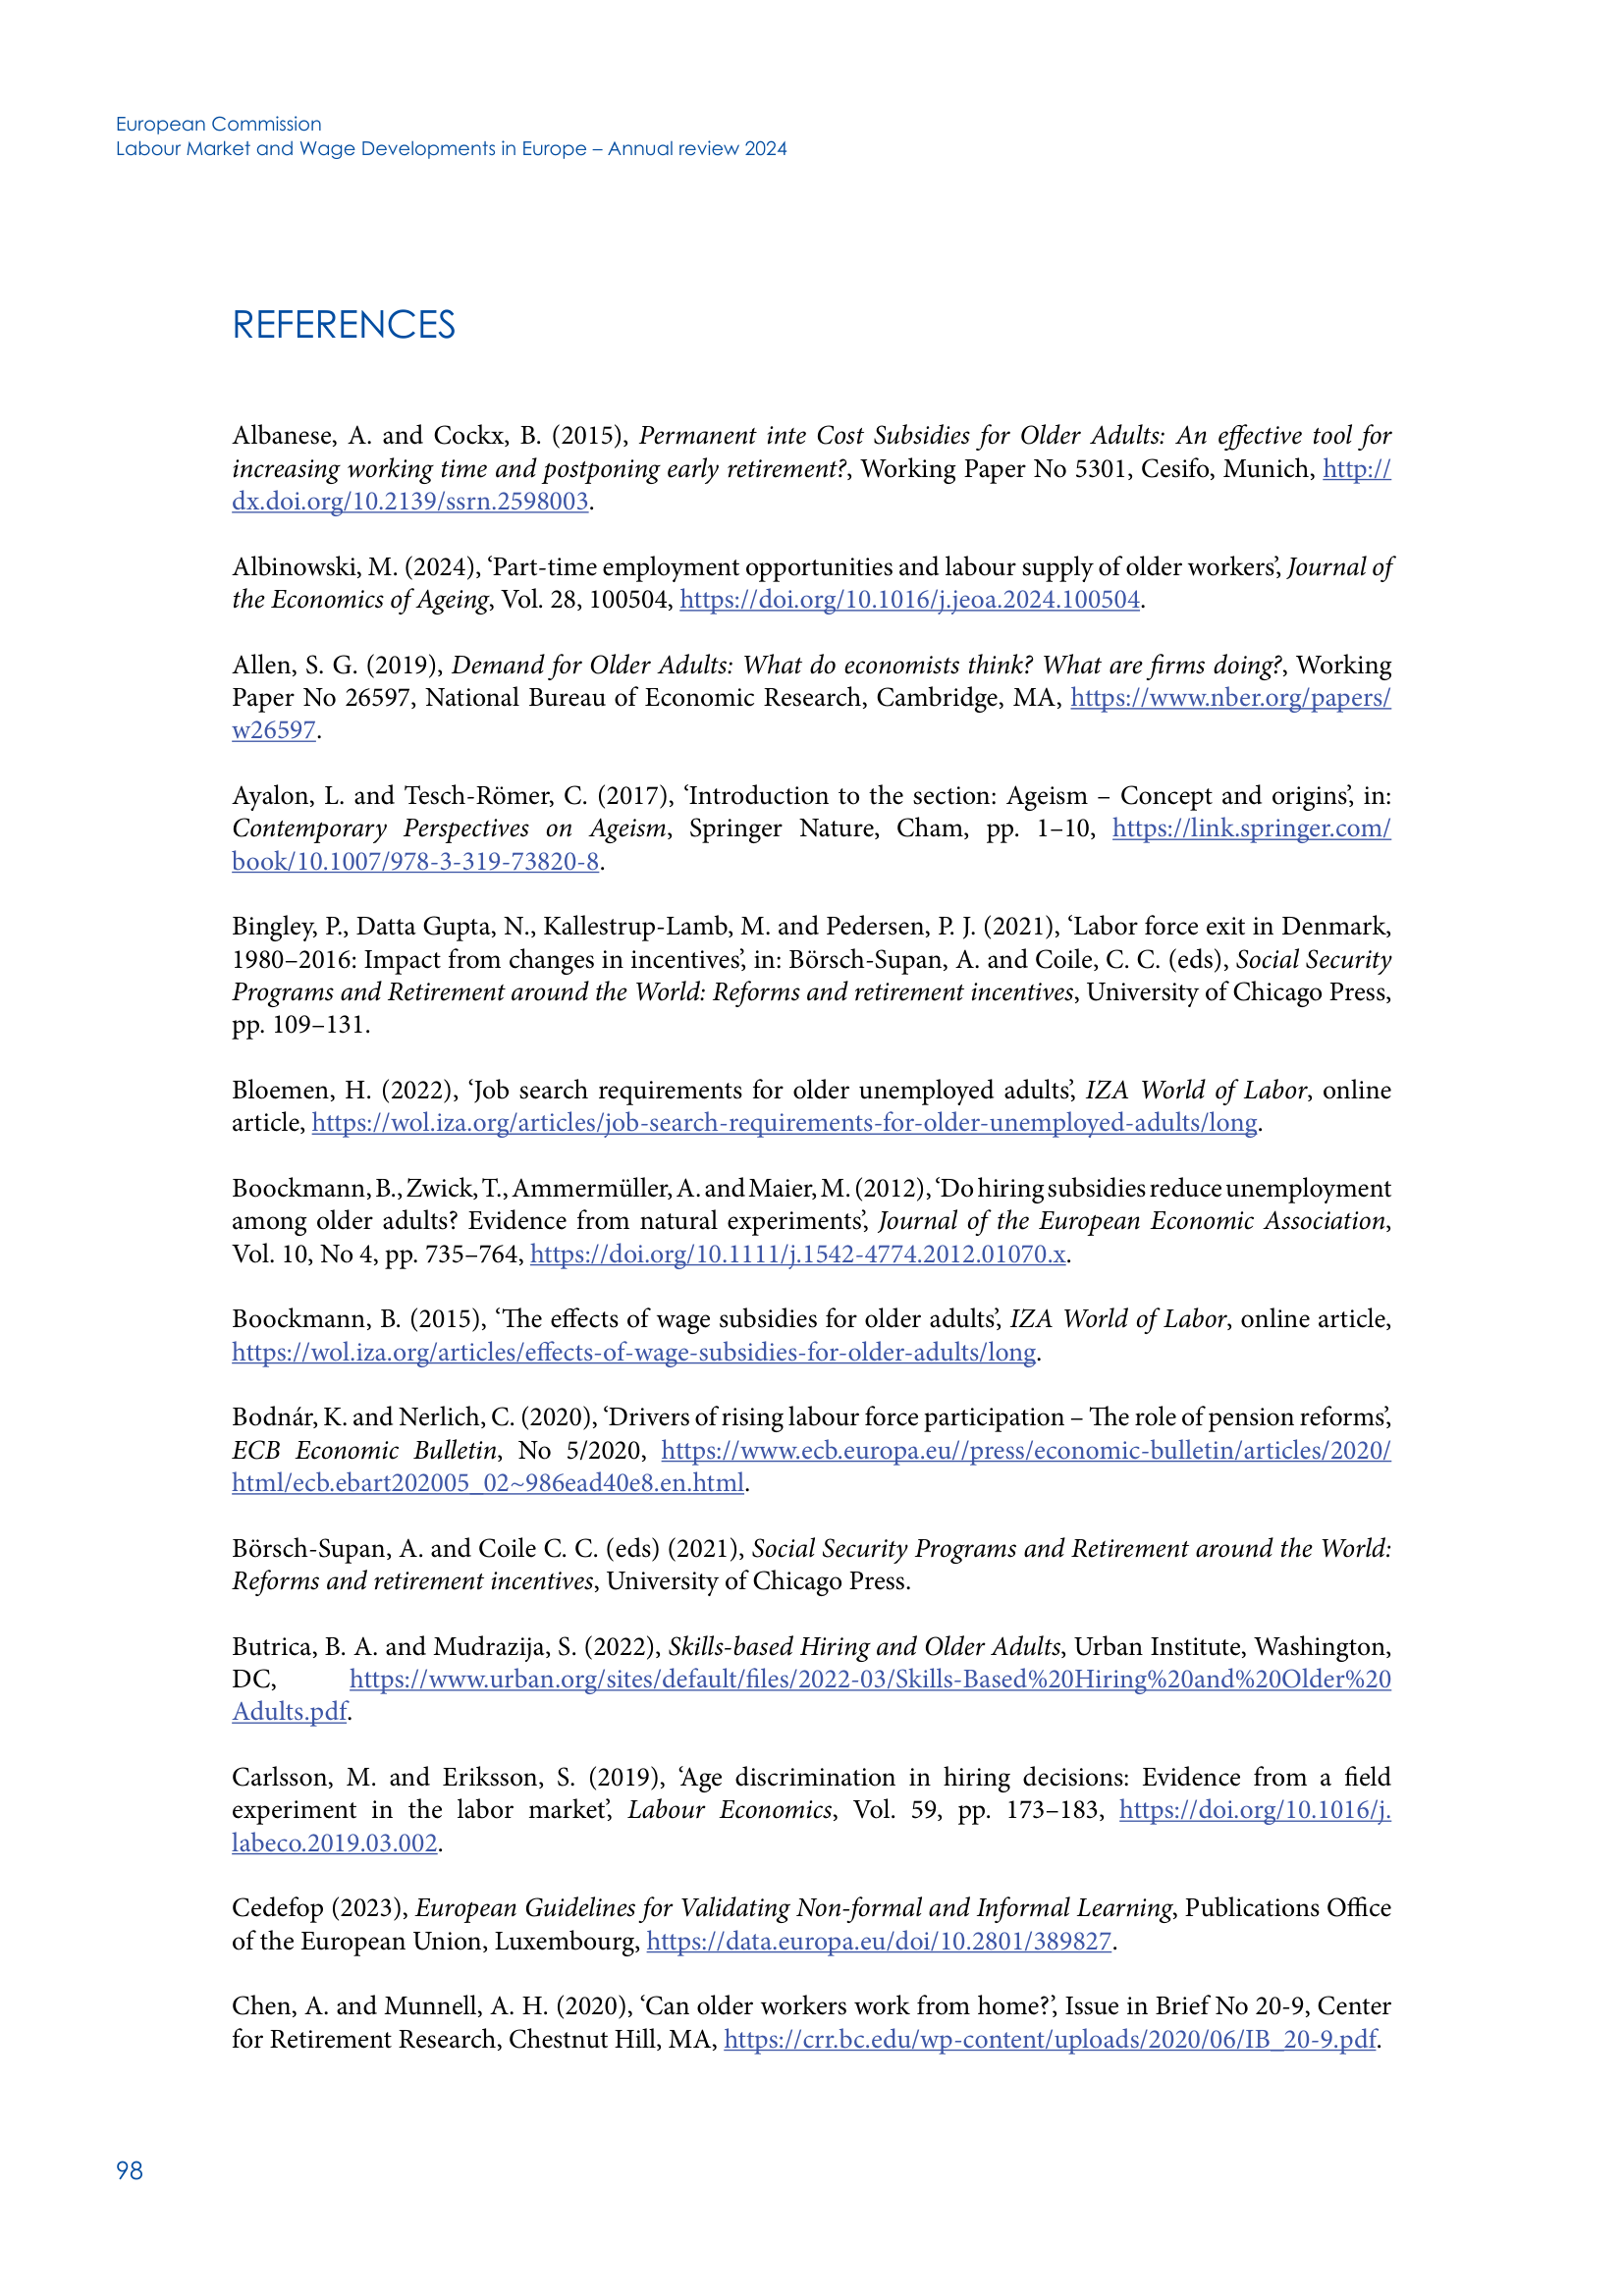 European Commission
Labour Market and Wage Developments in Europe – Annual review 2024
REFERENCES
Albanese, A. and Cockx, B. (2015), Permanent inte Cost Subsidies for Older Adults: An effective tool for
increasing working time and postponing early retirement?, Working Paper No 5301, Cesifo, Munich, http://
dx.doi.org/10.2139/ssrn.2598003.
Albinowski, M. (2024), ‘Part-time employment opportunities and labour supply of older workers’, Journal of
the Economics of Ageing, Vol. 28, 100504, https://doi.org/10.1016/j.jeoa.2024.100504.
Allen, S. G. (2019), Demand for Older Adults: What do economists think? What are firms doing?, Working
Paper No 26597, National Bureau of Economic Research, Cambridge, MA, https://www.nber.org/papers/
w26597.
Ayalon, L. and Tesch-Römer, C. (2017), ‘Introduction to the section: Ageism – Concept and origins’, in:
Contemporary Perspectives on Ageism, Springer Nature, Cham, pp. 1–10, https://link.springer.com/
book/10.1007/978-3-319-73820-8.
Bingley, P., Datta Gupta, N., Kallestrup-Lamb, M. and Pedersen, P. J. (2021), ‘Labor force exit in Denmark,
1980–2016: Impact from changes in incentives’, in: Börsch-Supan, A. and Coile, C. C. (eds), Social Security
Programs and Retirement around the World: Reforms and retirement incentives, University of Chicago Press,
pp. 109–131.
Bloemen, H. (2022), ‘Job search requirements for older unemployed adults’, IZA World of Labor, online
article, https://wol.iza.org/articles/job-search-requirements-for-older-unemployed-adults/long.
Boockmann, B., Zwick, T., Ammermüller, A. and Maier, M. (2012), ‘Do hiring subsidies reduce unemployment
among older adults? Evidence from natural experiments’, Journal of the European Economic Association,
Vol. 10, No 4, pp. 735–764, https://doi.org/10.1111/j.1542-4774.2012.01070.x.
Boockmann, B. (2015), ‘The effects of wage subsidies for older adults’, IZA World of Labor, online article,
https://wol.iza.org/articles/effects-of-wage-subsidies-for-older-adults/long.
Bodnár, K. and Nerlich, C. (2020), ‘Drivers of rising labour force participation – The role of pension reforms’,
ECB Economic Bulletin, No 5/2020, https://www.ecb.europa.eu//press/economic-bulletin/articles/2020/
html/ecb.ebart202005_02~986ead40e8.en.html.
Börsch-Supan, A. and Coile C. C. (eds) (2021), Social Security Programs and Retirement around the World:
Reforms and retirement incentives, University of Chicago Press.
Butrica, B. A. and Mudrazija, S. (2022), Skills-based Hiring and Older Adults, Urban Institute, Washington,
DC, https://www.urban.org/sites/default/files/2022-03/Skills-Based%20Hiring%20and%20Older%20
Adults.pdf.
Carlsson, M. and Eriksson, S. (2019), ‘Age discrimination in hiring decisions: Evidence from a field
experiment in the labor market’, Labour Economics, Vol. 59, pp. 173–183, https://doi.org/10.1016/j.
labeco.2019.03.002.
Cedefop (2023), European Guidelines for Validating Non-formal and Informal Learning, Publications Office
of the European Union, Luxembourg, https://data.europa.eu/doi/10.2801/389827.
Chen, A. and Munnell, A. H. (2020), ‘Can older workers work from home?’, Issue in Brief No 20-9, Center
for Retirement Research, Chestnut Hill, MA, https://crr.bc.edu/wp-content/uploads/2020/06/IB_20-9.pdf.
98